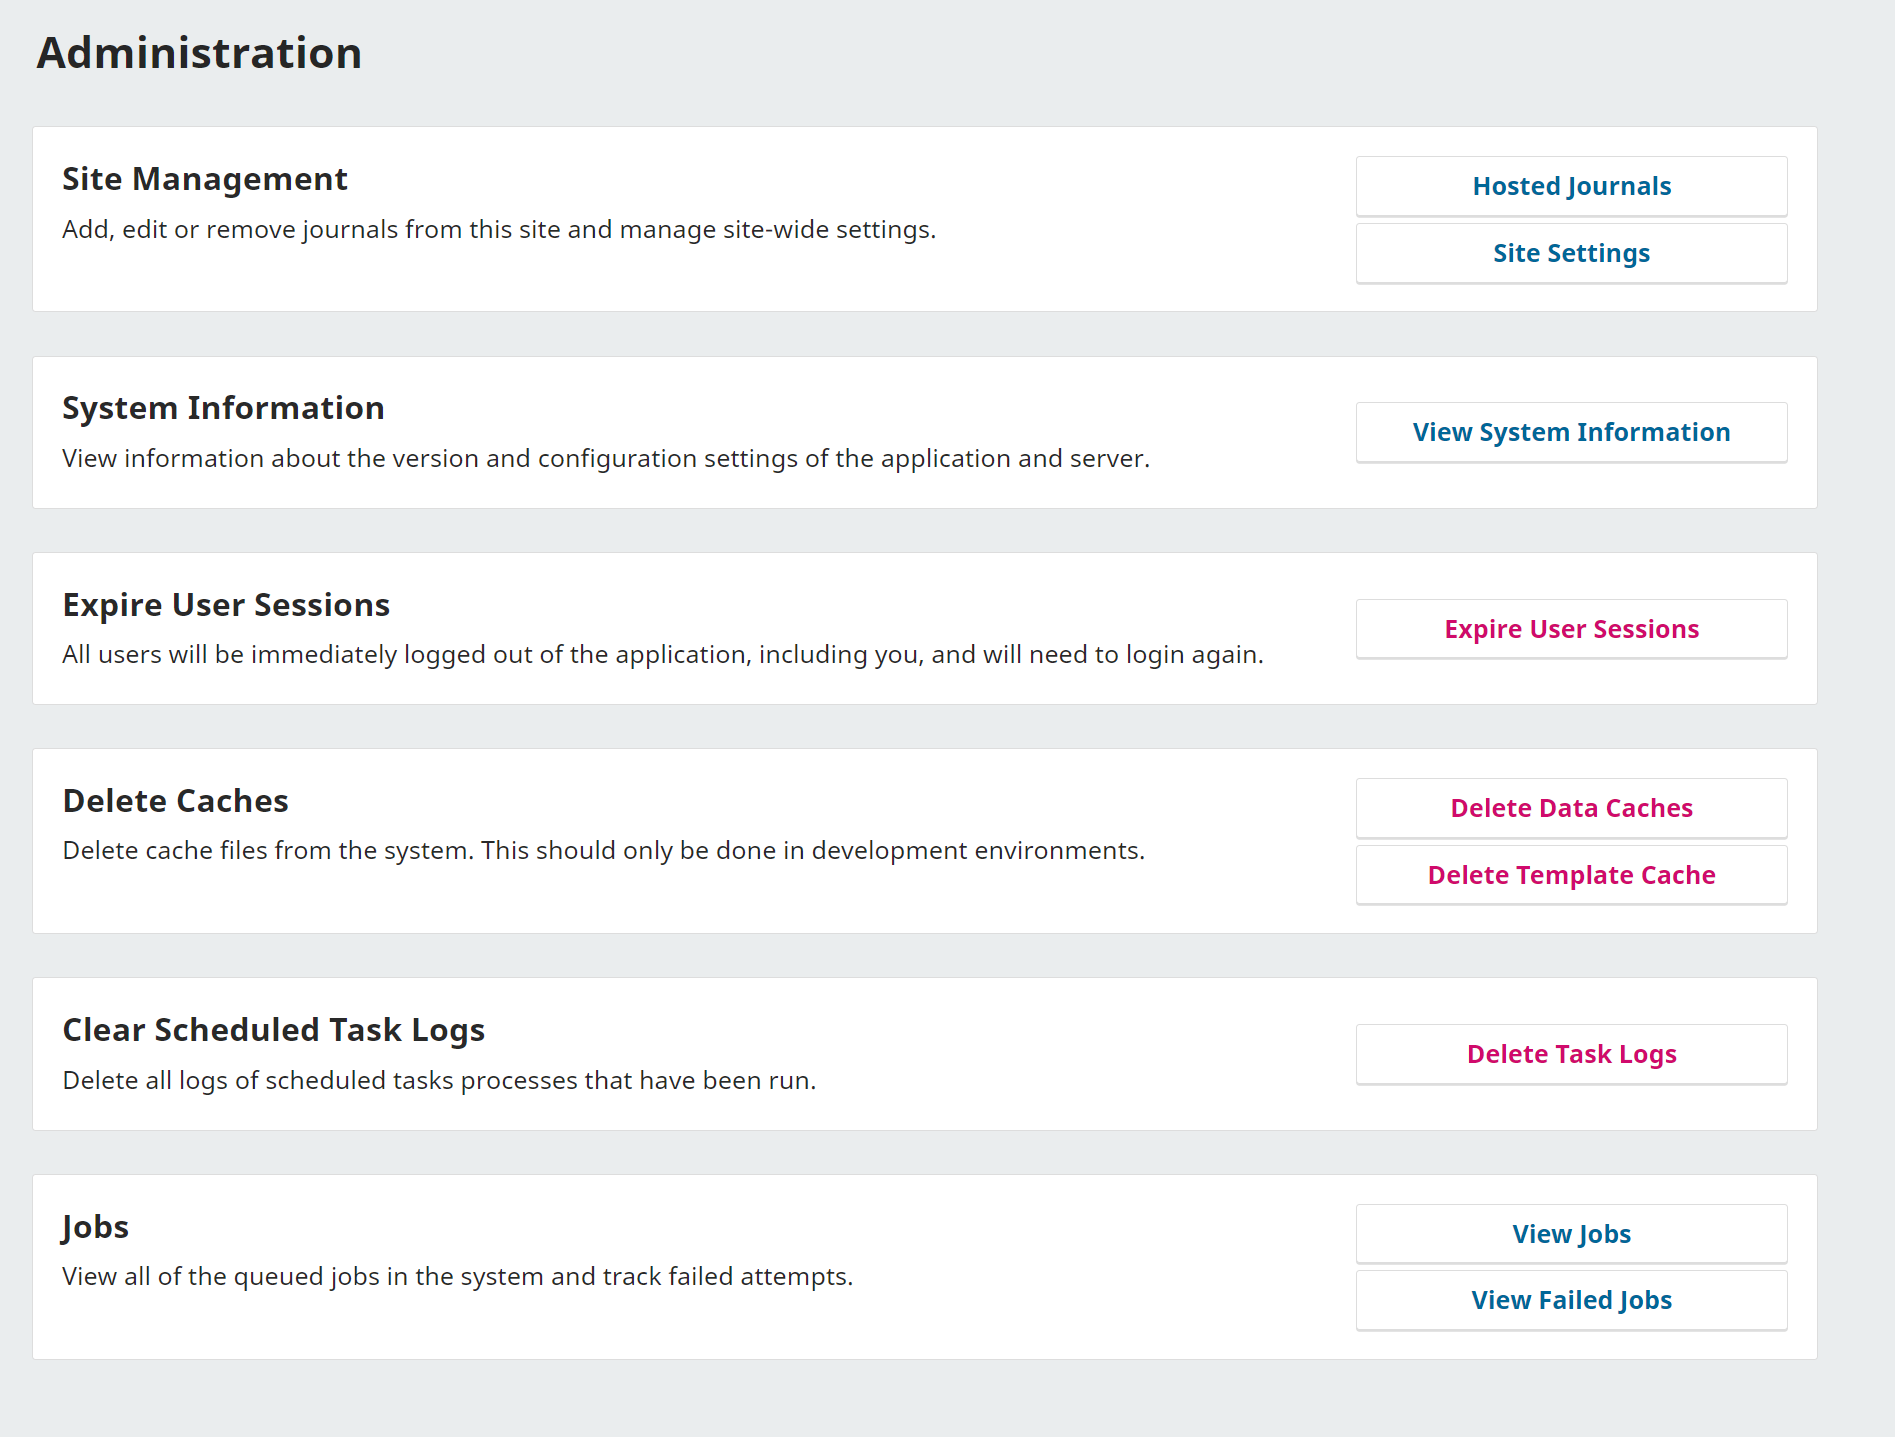 Administration
Site Management
Add, edit or remove journals from this site and manage site-wide settings.
Hosted Journals
Site Settings
System Information
View information about the version and configuration settings of the application and server.
View System Information
Expire User Sessions
All users will be immediately logged out of the application, including you, and will need to login again.
Expire User Sessions
Delete Caches
Delete cache files from the system. This should only be done in development environments.
Delete Data Caches
Delete Template Cache
Clear Scheduled Task Logs
Delete all logs of scheduled tasks processes that have been run.
Delete Task Logs
Jobs
View all of the queued jobs in the system and track failed attempts.
View Jobs
View Failed Jobs